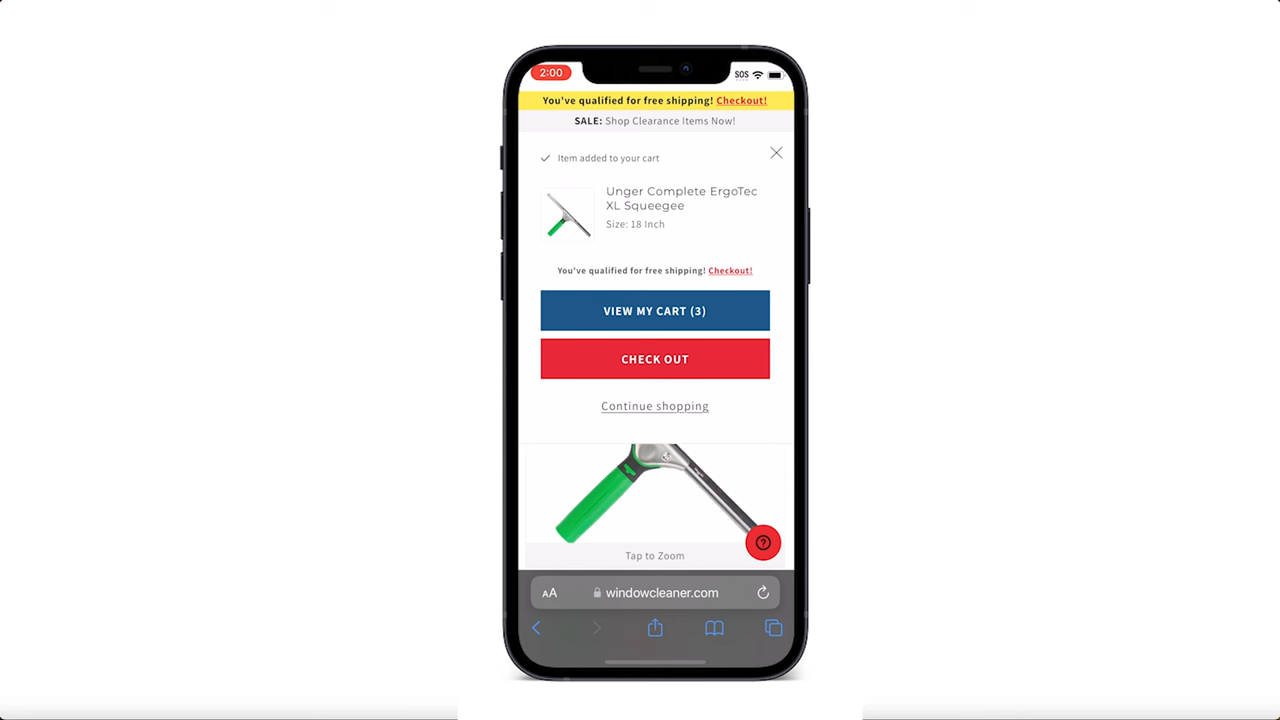 2:00
SOS
You've qualified for free shipping! Checkout!
SALE: Shop Clearance Items Now!
Item added to your cart
Unger Complete ErgoTec
XL Squeegee
Size: 18 Inch
You've qualified for free shipping! Checkout!
VIEW MY CART (3)
CHECK OUT
Continue shopping
Tap to Zoom
AA
windowcleaner.com